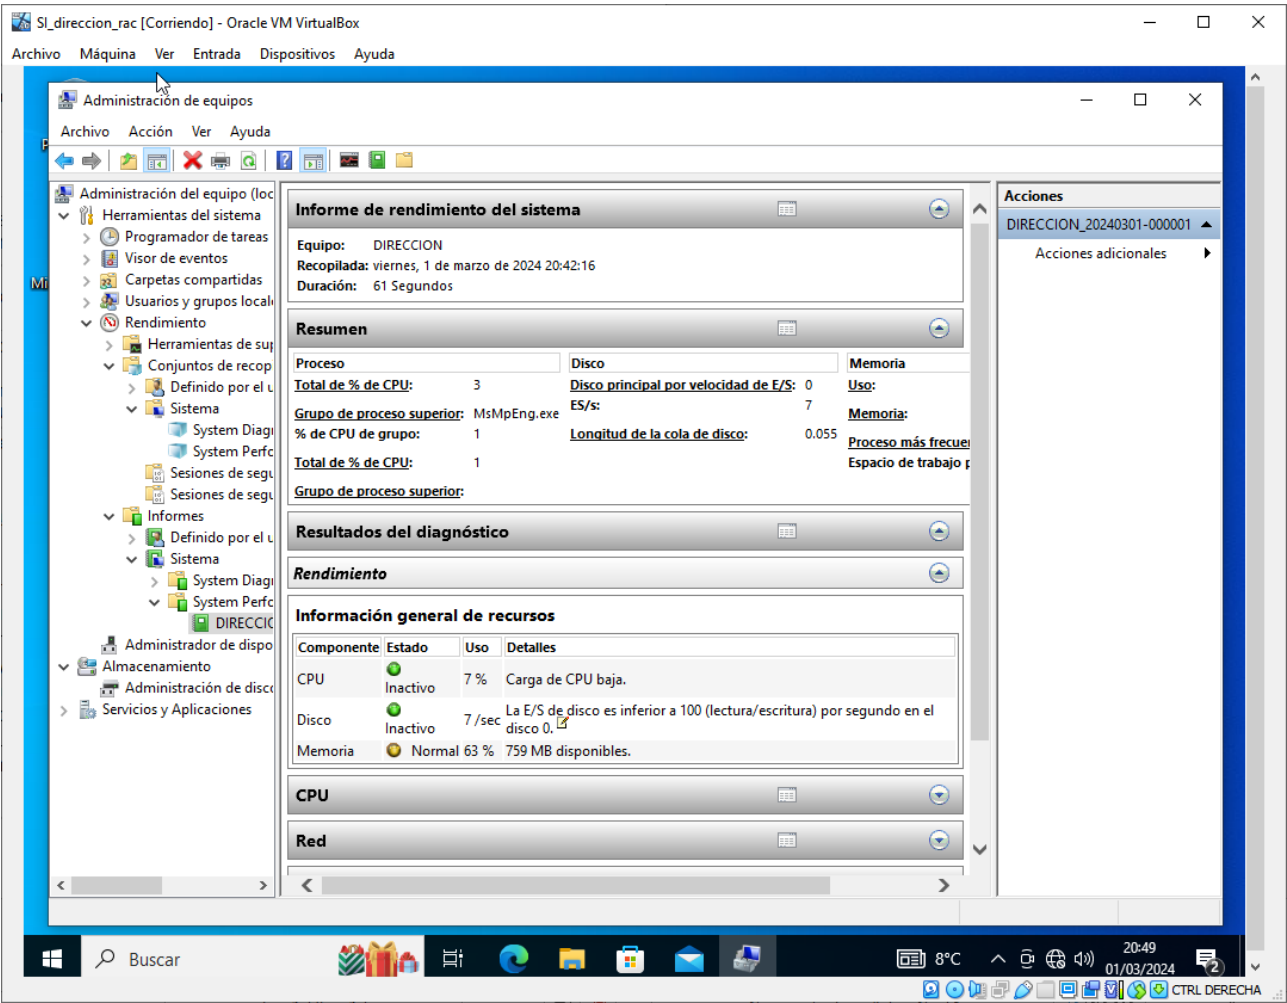 SI_direccion_rac [Corriendo] - Oracle VM VirtualBox
Archivo Máquina Ver Entrada Dispositivos Ayuda
Administración de equipos
Archivo Acción Ver Ayuda
Administración del equipo (loc
Herramientas del sistema
Programador de tareas
Visor de eventos
Carpetas compartidas
Usuarios y grupos locale
Rendimiento
Herramientas de sup
Conjuntos de recop
Definido por el u
Sistema
System Diagn
System Perfo
Sesiones de segu
Sesiones de segu
Informes
Definido por el u
Sistema
System Diagn
System Perfo
DIRECCIO
Administrador de dispo
Almacenamiento
Administración de disco
Servicios y Aplicaciones
Informe de rendimiento del sistema
Equipo: DIRECCION
Recopilada: viernes, 1 de marzo de 2024 20:42:16
Duración: 61 Segundos
Resumen
Proceso Disco Memoria
Total de % de CPU: 3
Grupo de proceso superior: MsMpEng.exe
% de CPU de grupo: 1
Total de % de CPU: 1
Grupo de proceso superior:
Disco principal por velocidad de E/S: 0
ES/s: 7
Longitud de la cola de disco: 0.055
Uso:
Memoria:
Proceso más frecuen
Espacio de trabajo p
Resultados del diagnóstico
Rendimiento
Información general de recursos
Componente Estado Uso Detalles
CPU Inactivo 7 % Carga de CPU baja.
Disco Inactivo 7 /sec La E/S de disco es inferior a 100 (lectura/escritura) por segundo en el
disco 0.
Memoria Normal 63 % 759 MB disponibles.
CPU
Red
Acciones
DIRECCION_20240301-000001
Acciones adicionales
Buscar
8°C
20:49
01/03/2024
2
CTRL DERECHA